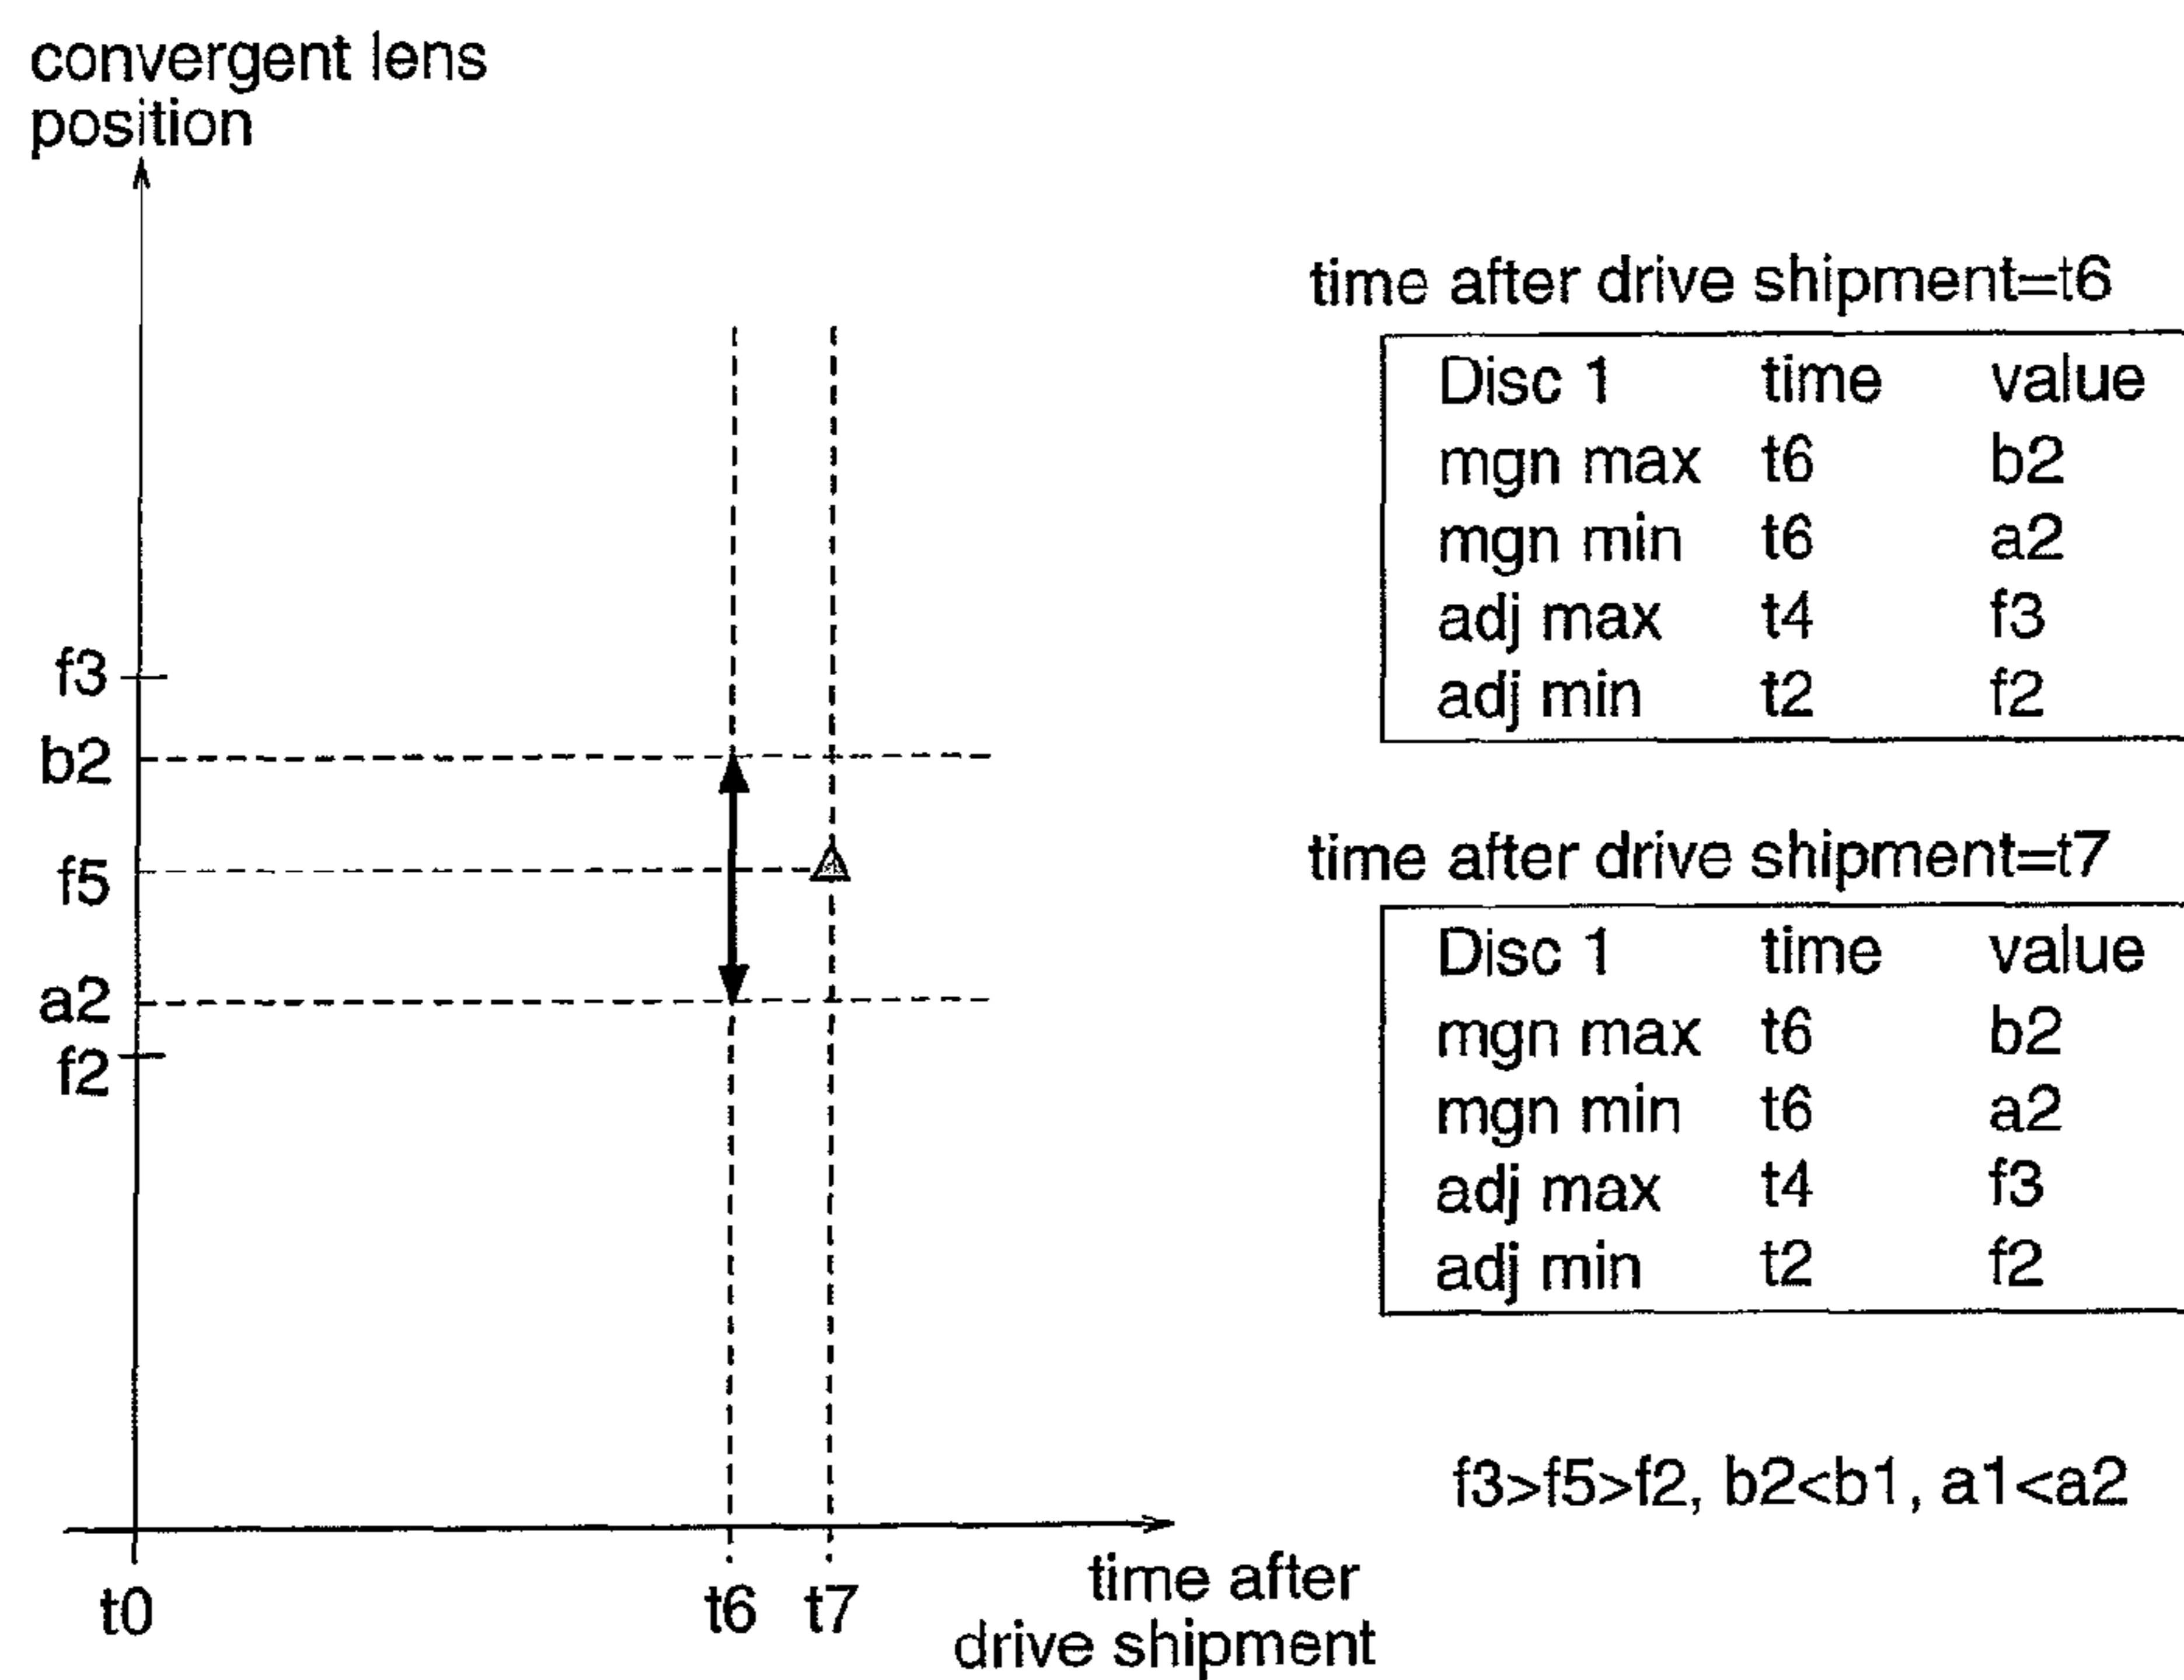 convergent lens
position
f3
b2
f5
a2
f2
t0
t6
t7
time after
drive shipment
time after drive shipment=t6
Disc 1 time value
mgn max t6 b2
mgn min t6 a2
adj max t4 f3
adj min t2 f2
time after drive shipment=t7
Disc 1 time value
mgn max t6 b2
mgn min t6 a2
adj max t4 f3
adj min t2 f2
f3>f5>f2, b2<b1, a1<a2